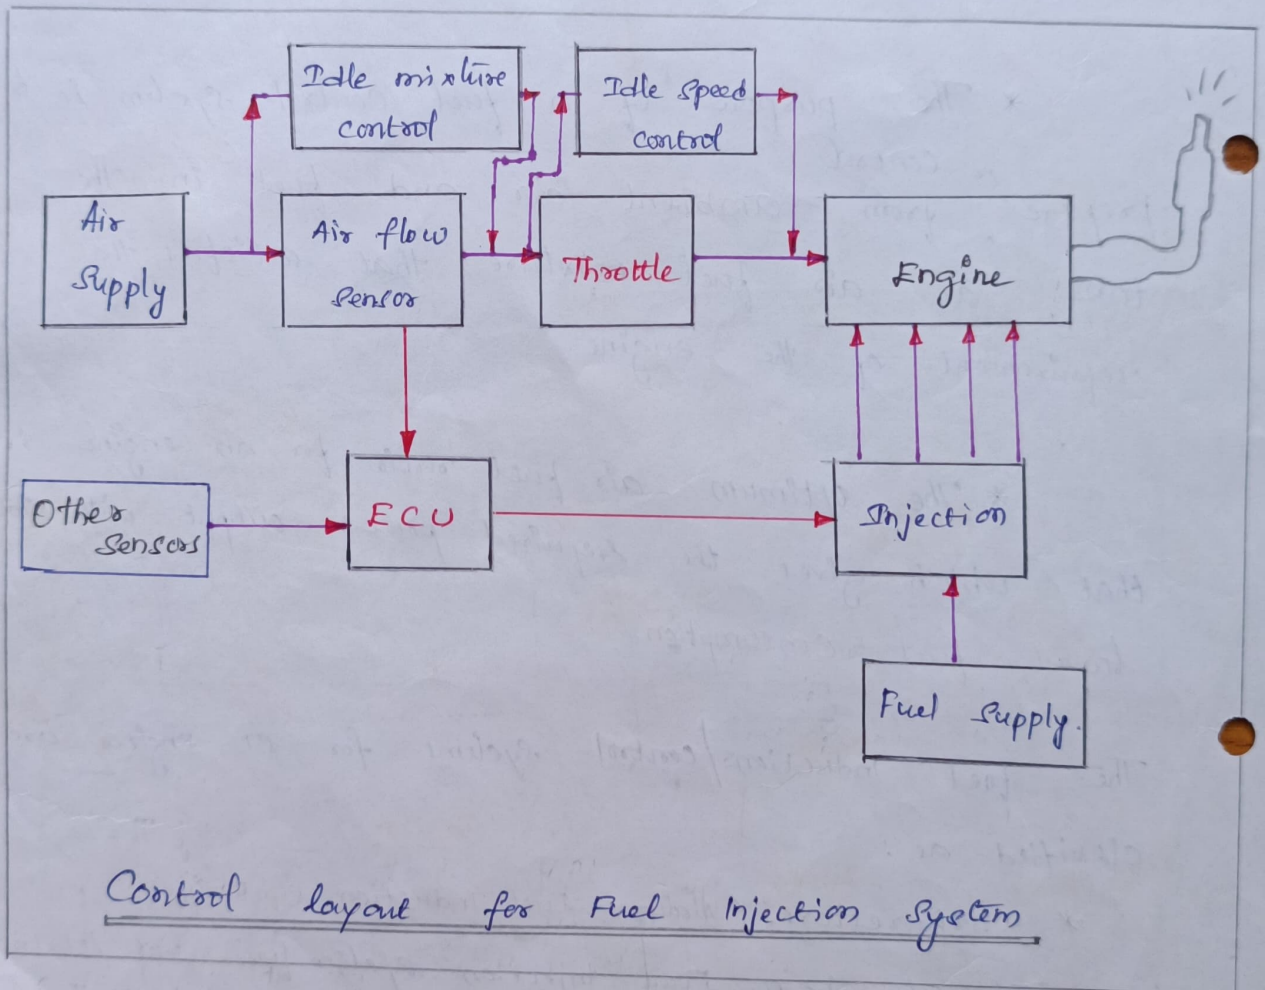 Idle mixture
control
Idle speed
control
Air
Supply
Air flow
sensor
Throttle
Engine
Other
sensors
ECU
Injection
Fuel Supply.
Control layout for Fuel Injection System